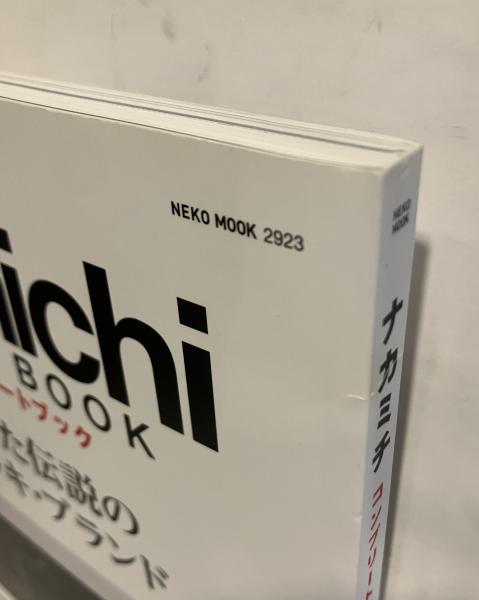 NEKO MOOK 2923
ichi
BOOK
ートブック
た伝説の
キ・ブランド
NEKO
MOOK
ナカミチ コンプリート